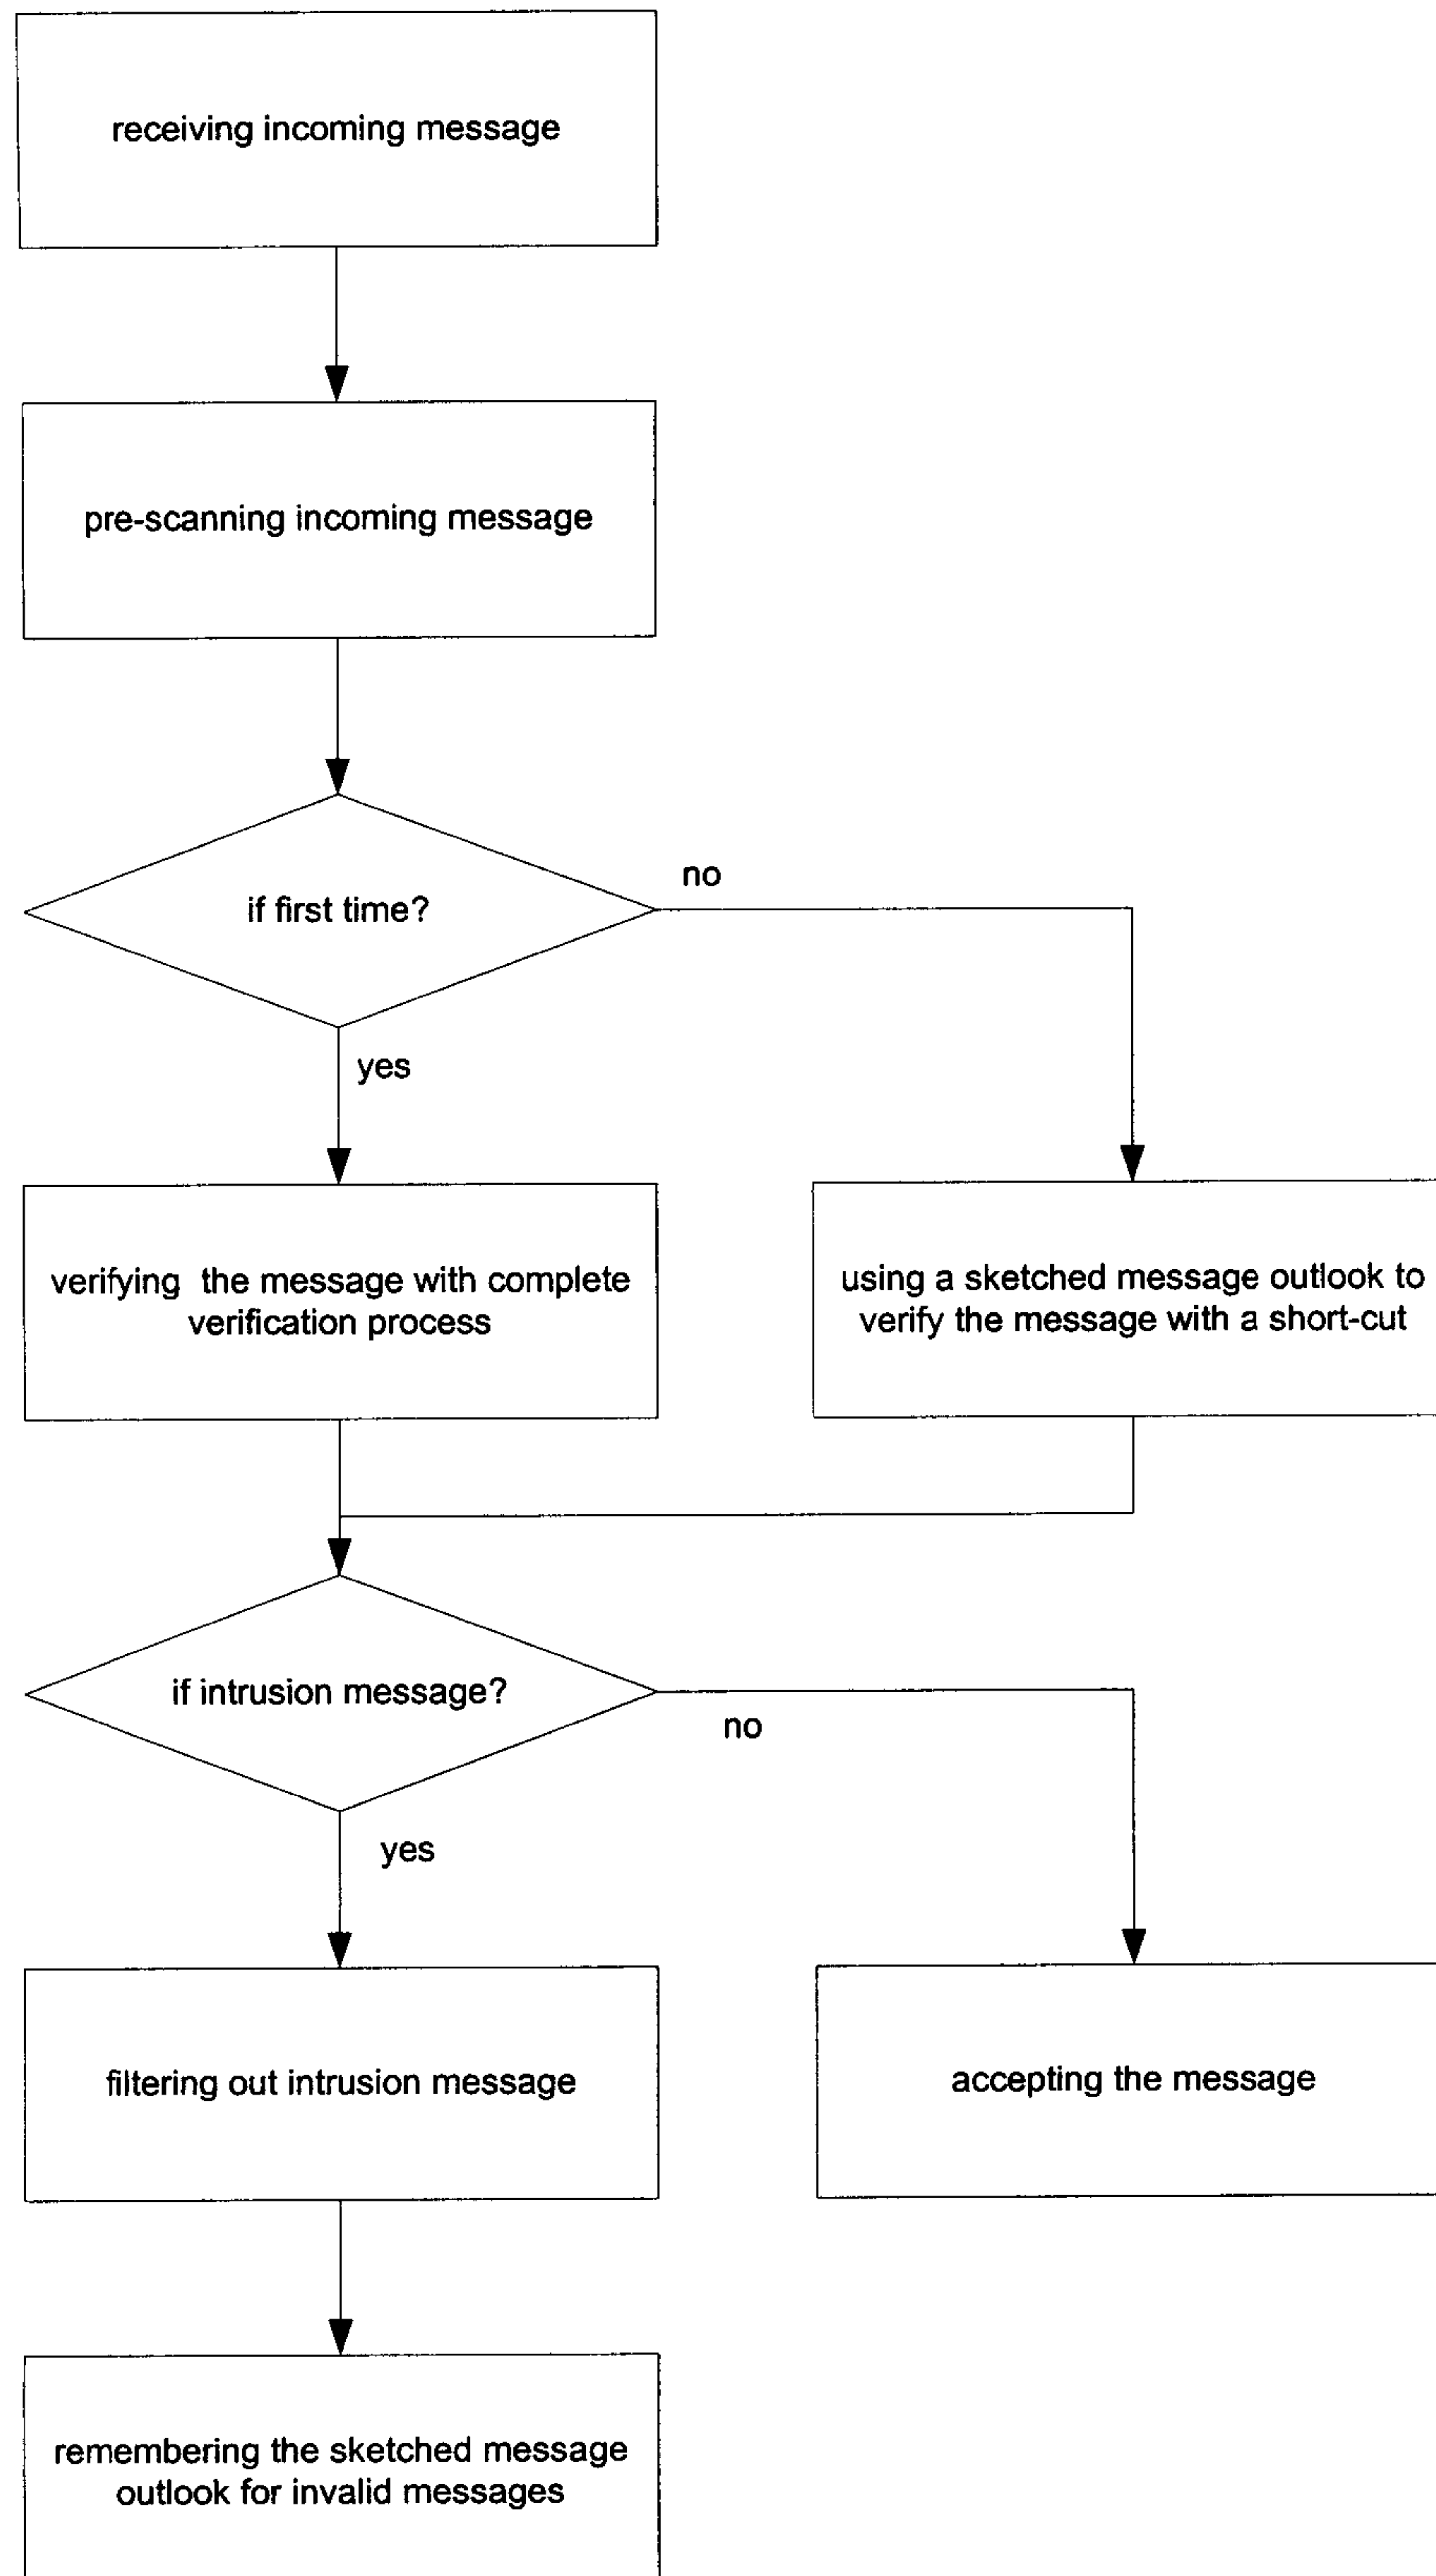 receiving incoming message
pre-scanning incoming message
if first time?
no
yes
verifying the message with complete
verification process
using a sketched message outlook to
verify the message with a short-cut
if intrusion message?
no
yes
filtering out intrusion message
accepting the message
remembering the sketched message
outlook for invalid messages